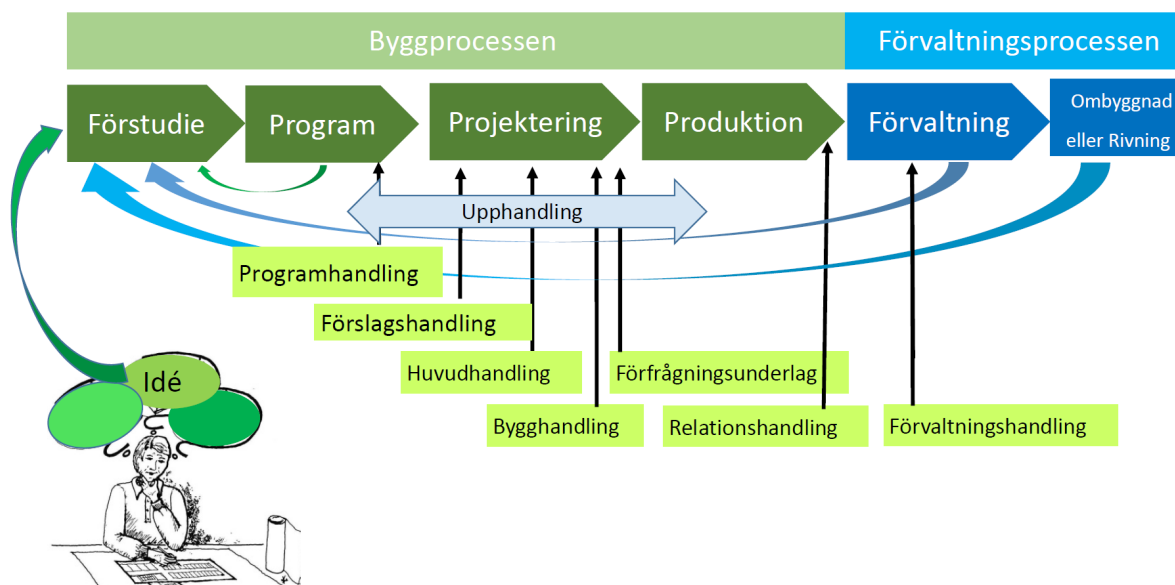 Byggprocessen
Förvaltningsprocessen
Förstudie
Program
Projektering
Produktion
Förvaltning
Ombyggnad
eller Rivning
Upphandling
Programhandling
Förslagshandling
Huvudhandling
Förfrågningsunderlag
Bygghandling
Relationshandling
Förvaltningshandling
Idé